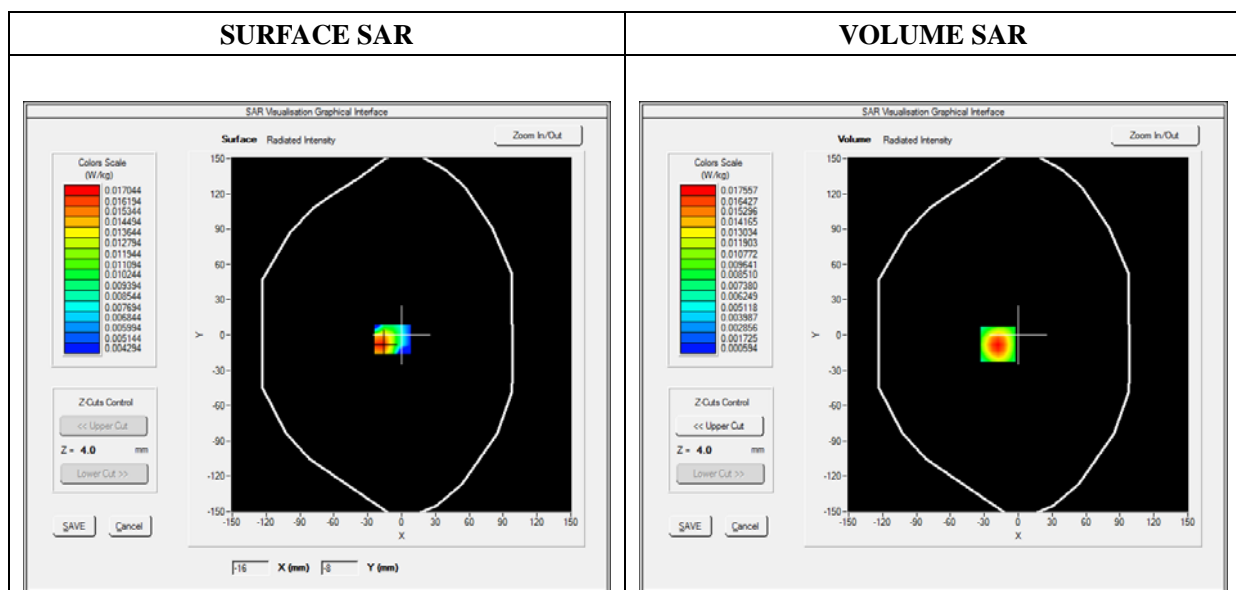 SURFACE SAR
VOLUME SAR
SAR Visualisation Graphical Interface
Surface Radiated Intensity
Zoom In/Out
Colors Scale
(W/kg)
0.017044
0.016194
0.015344
0.014494
0.013644
0.012794
0.011944
0.011094
0.010244
0.009394
0.008544
0.007694
0.006844
0.005994
0.005144
0.004294
Z-Cuts Control
<< Upper Cut
Z = 4.0 mm
Lower Cut >>
SAVE Cancel
150
120
90
60
30
0
-30
-60
-90
-120
-150
Y
-150 -120 -90 -60 -30 0 30 60 90 120 150
X
-16 X (mm) -8 Y (mm)
SAR Visualisation Graphical Interface
Volume Radiated Intensity
Zoom In/Out
Colors Scale
(W/kg)
0.017557
0.016427
0.015296
0.014165
0.013034
0.011903
0.010772
0.009641
0.008510
0.007380
0.006249
0.005118
0.003987
0.002856
0.001725
0.000594
Z-Cuts Control
<< Upper Cut
Z = 4.0 mm
Lower Cut >>
SAVE Cancel
150
120
90
60
30
0
-30
-60
-90
-120
-150
Y
-150 -120 -90 -60 -30 0 30 60 90 120 150
X